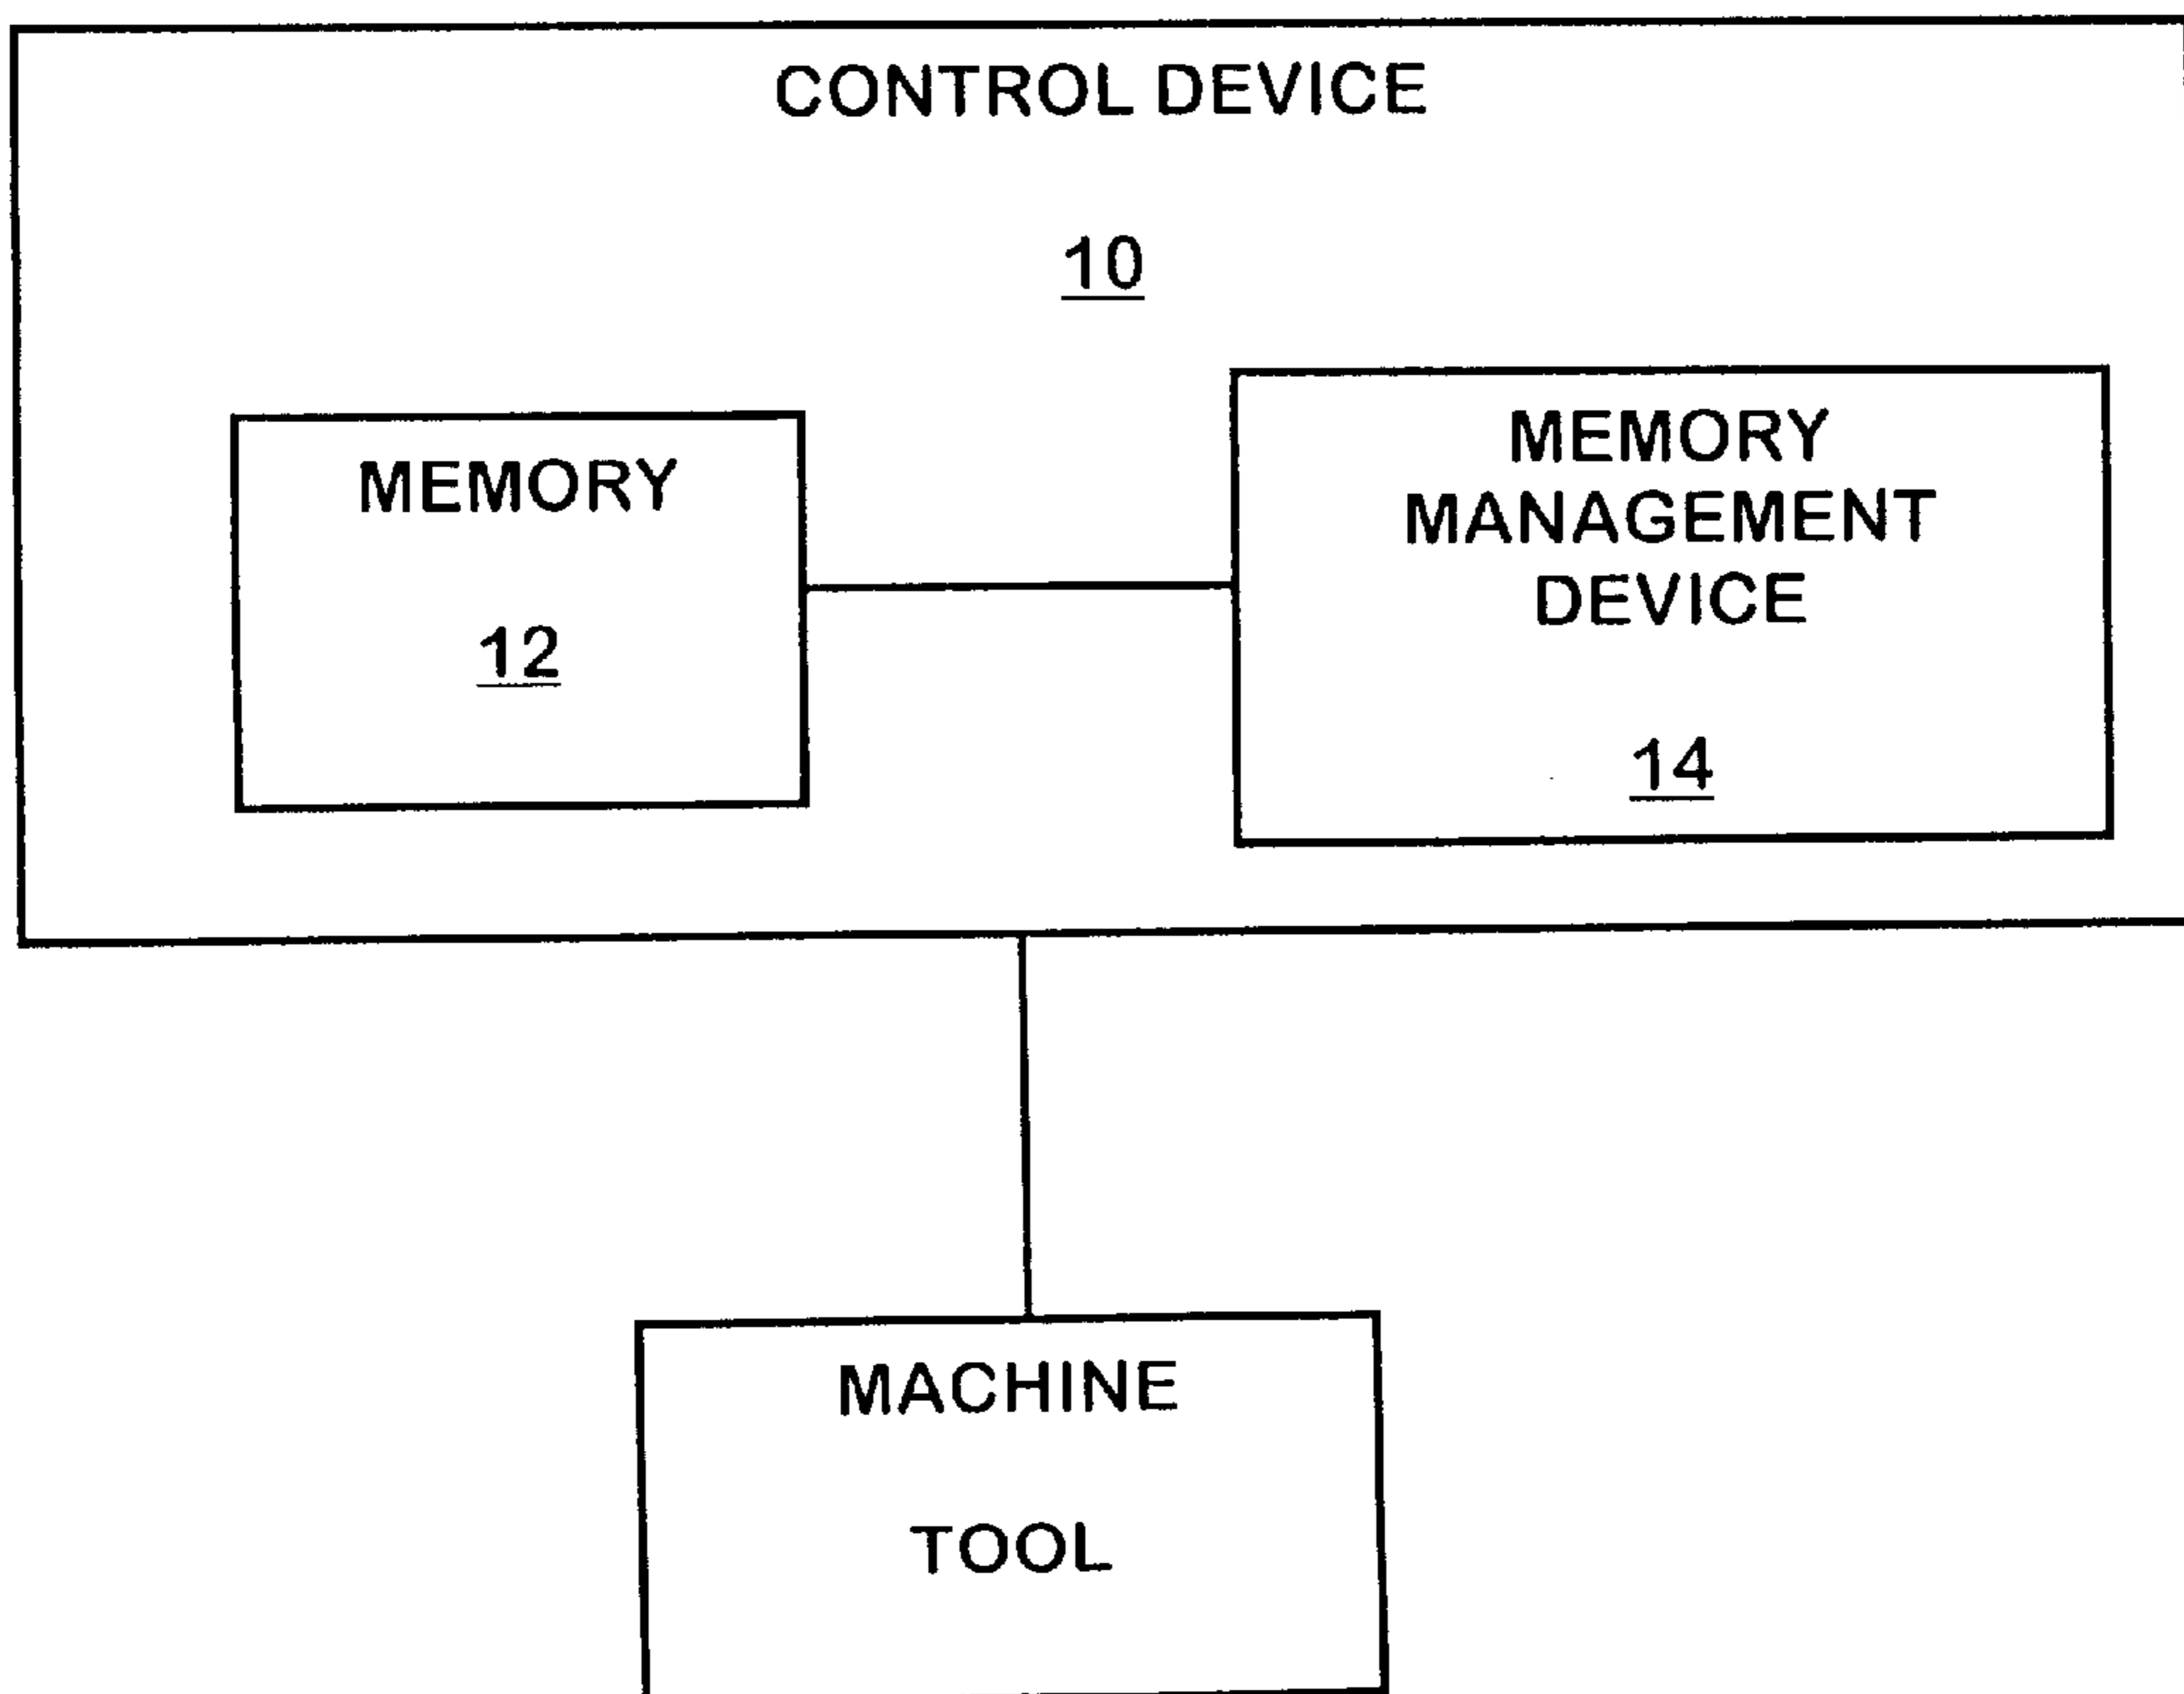 CONTROL DEVICE
10
MEMORY
12
MEMORY
MANAGEMENT
DEVICE
14
MACHINE
TOOL